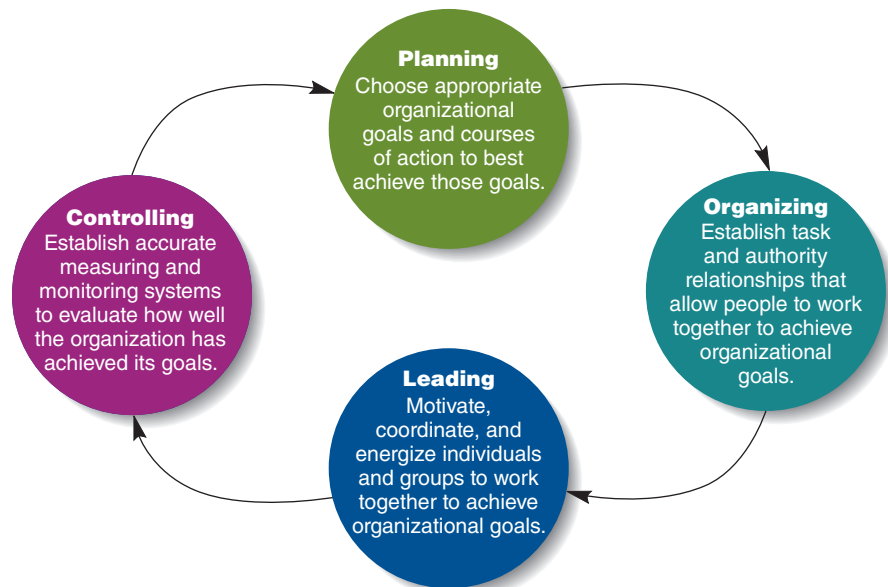 Planning
Choose appropriate
organizational
goals and courses
of action to best
achieve those goals.
Organizing
Establish task
and authority
relationships that
allow people to work
together to achieve
organizational
goals.
Leading
Motivate,
coordinate, and
energize individuals
and groups to work
together to achieve
organizational goals.
Controlling
Establish accurate
measuring and
monitoring systems
to evaluate how well
the organization has
achieved its goals.